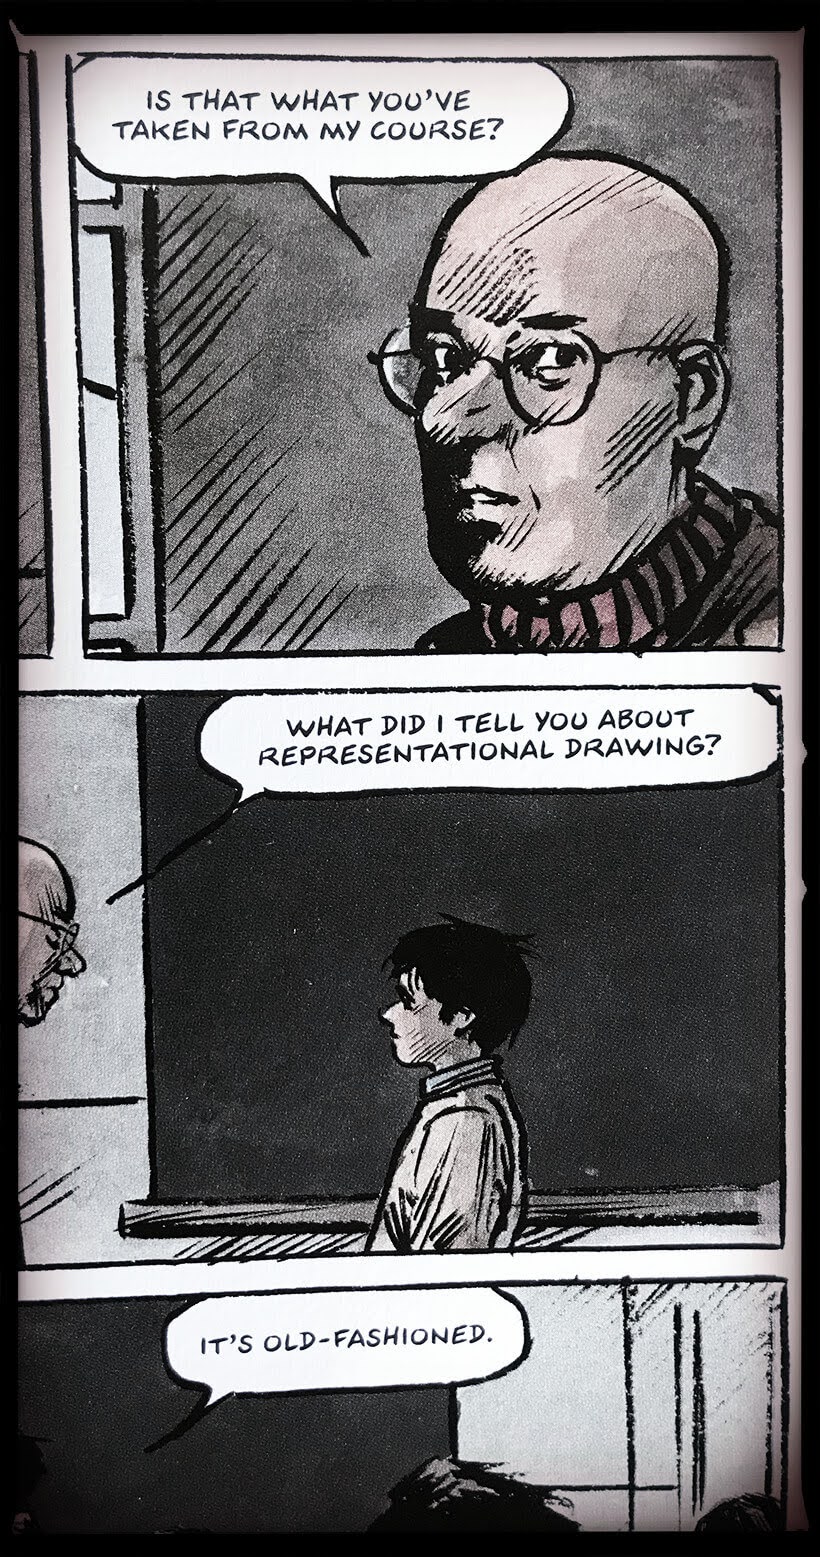 IS THAT WHAT YOU'VE
TAKEN FROM MY COURSE?
WHAT DID I TELL YOU ABOUT
REPRESENTATIONAL DRAWING?
IT'S OLD-FASHIONED.